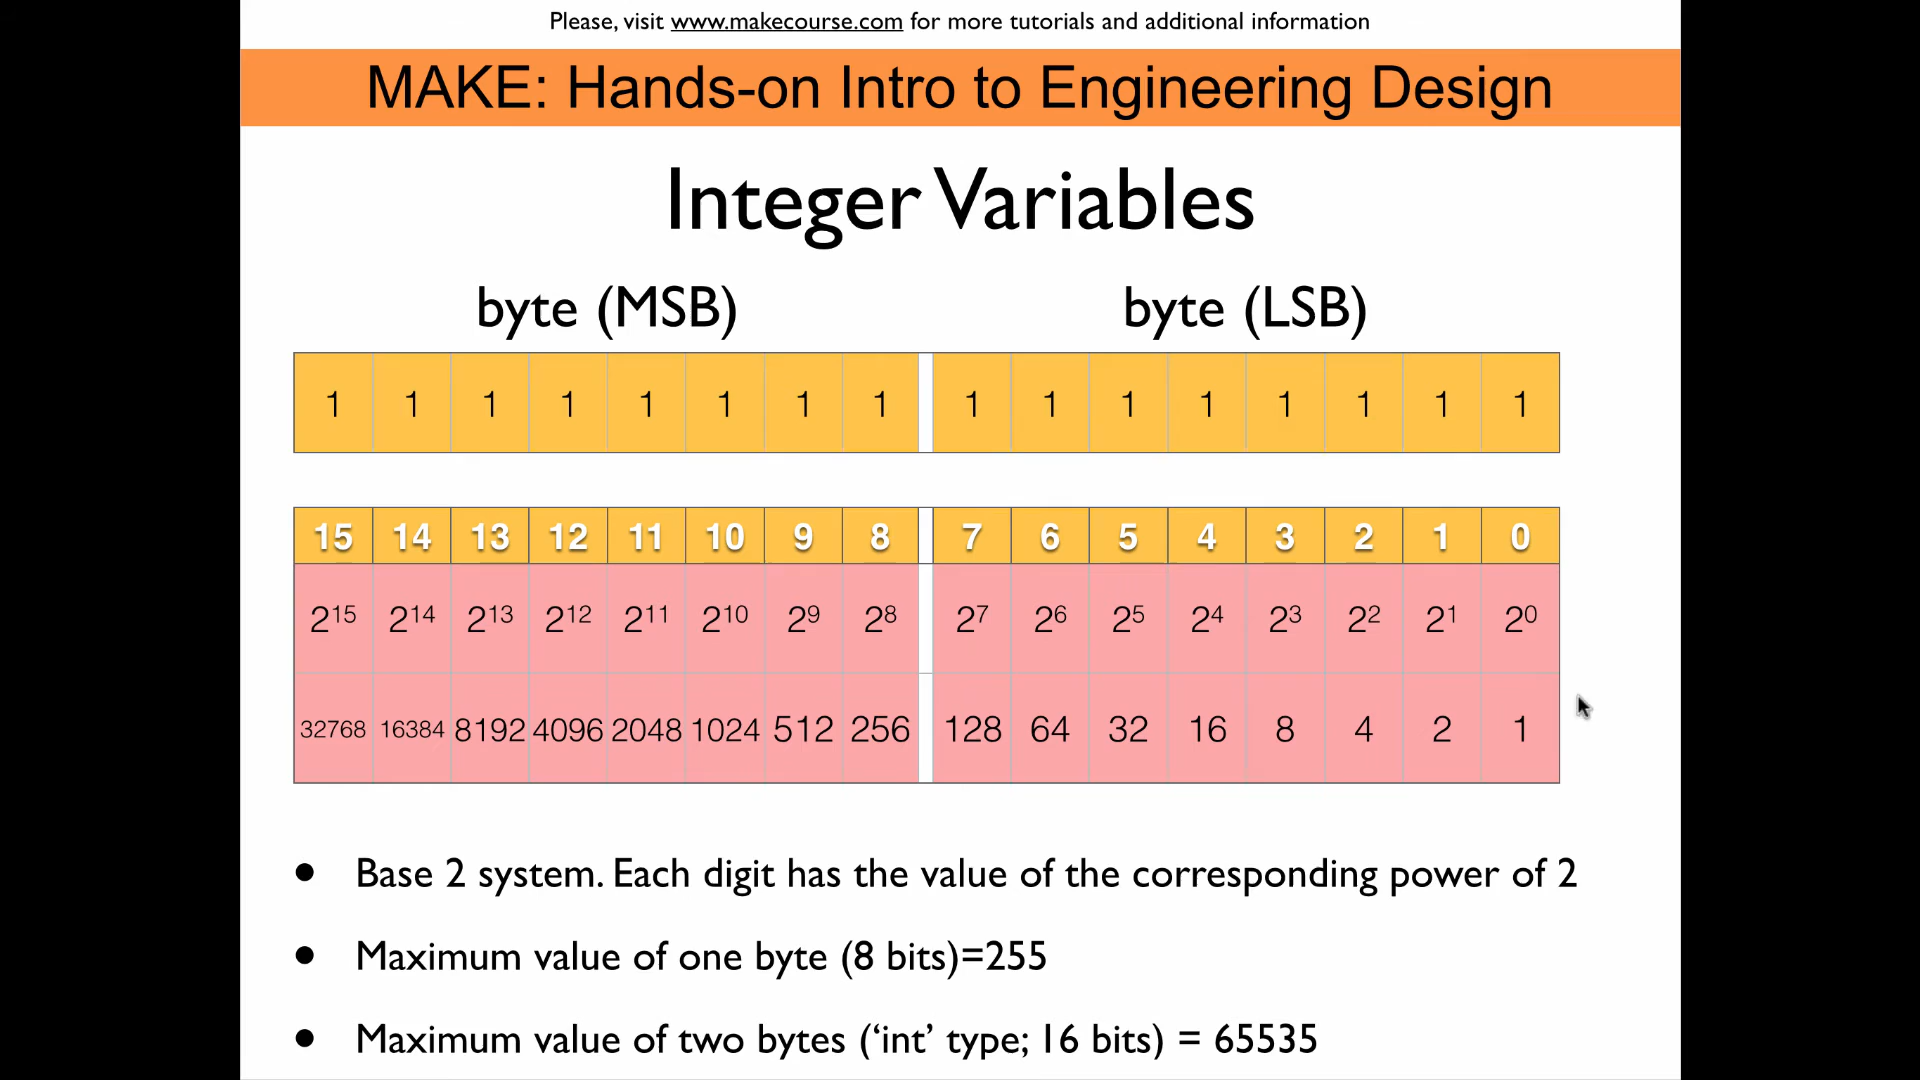 Please, visit www.makecourse.com for more tutorials and additional information
MAKE: Hands-on Intro to Engineering Design
Integer Variables
byte (MSB) byte (LSB)
1 1 1 1 1 1 1 1 1 1 1 1 1 1 1 1
15 14 13 12 11 10 9 8 7 6 5 4 3 2 1 0
2¹⁵ 2¹⁴ 2¹³ 2¹² 2¹¹ 2¹⁰ 2⁹ 2⁸ 2⁷ 2⁶ 2⁵ 2⁴ 2³ 2² 2¹ 2⁰
32768 16384 8192 4096 2048 1024 512 256 128 64 32 16 8 4 2 1
• Base 2 system. Each digit has the value of the corresponding power of 2
• Maximum value of one byte (8 bits)=255
• Maximum value of two bytes (‘int’ type; 16 bits) = 65535